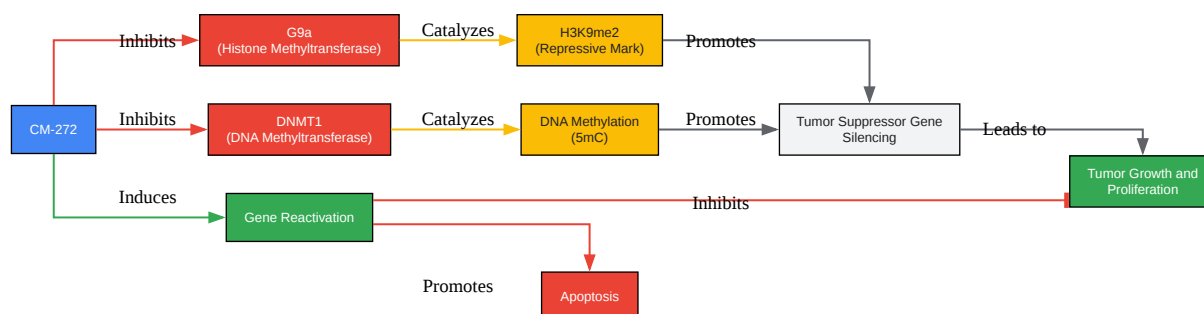 G9a
(Histone Methyltransferase)
Inhibits
Catalyzes
H3K9me2
(Repressive Mark)
Promotes
CM-272
Inhibits
DNMT1
(DNA Methyltransferase)
Catalyzes
DNA Methylation
(5mC)
Promotes
Tumor Suppressor Gene
Silencing
Leads to
Tumor Growth and
Proliferation
Induces
Gene Reactivation
Inhibits
Promotes
Apoptosis